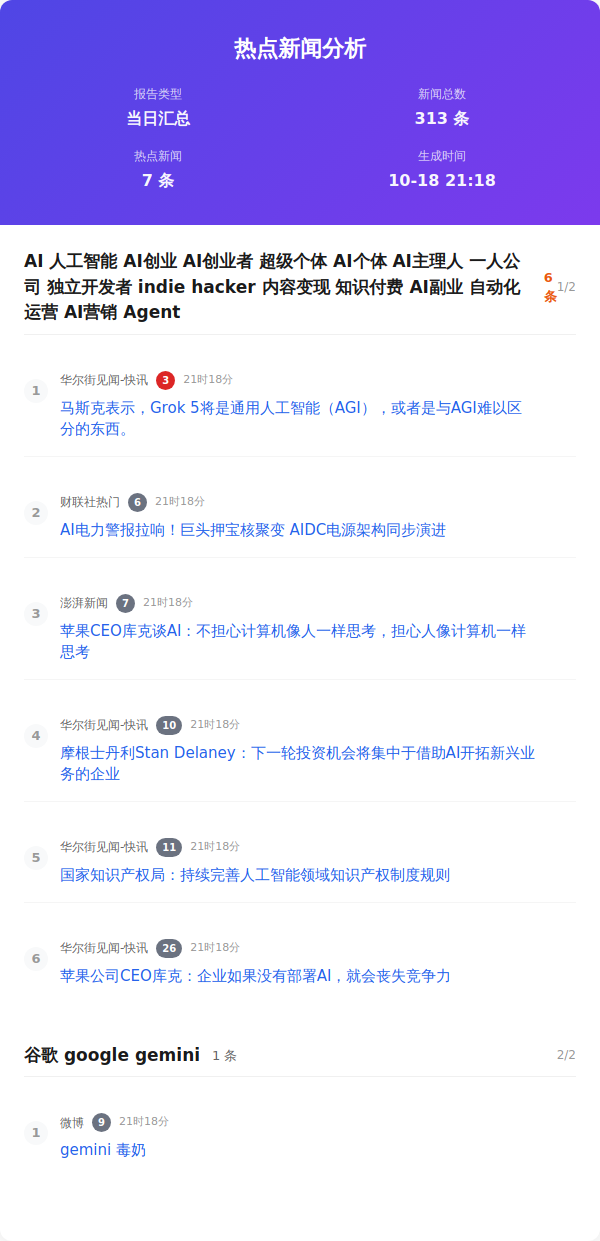 热点新闻分析
报告类型
当日汇总
新闻总数
313 条
热点新闻
7 条
生成时间
10-18 21:18
AI 人工智能 AI创业 AI创业者 超级个体 AI个体 AI主理人 一人公
司 独立开发者 indie hacker 内容变现 知识付费 AI副业 自动化
运营 AI营销 Agent
6
条
1/2
1
华尔街见闻-快讯 3 21时18分
马斯克表示，Grok 5将是通用人工智能（AGI），或者是与AGI难以区
分的东西。
2
财联社热门 6 21时18分
AI电力警报拉响！巨头押宝核聚变 AIDC电源架构同步演进
3
澎湃新闻 7 21时18分
苹果CEO库克谈AI：不担心计算机像人一样思考，担心人像计算机一样
思考
4
华尔街见闻-快讯 10 21时18分
摩根士丹利Stan Delaney：下一轮投资机会将集中于借助AI开拓新兴业
务的企业
5
华尔街见闻-快讯 11 21时18分
国家知识产权局：持续完善人工智能领域知识产权制度规则
6
华尔街见闻-快讯 26 21时18分
苹果公司CEO库克：企业如果没有部署AI，就会丧失竞争力
谷歌 google gemini 1 条 2/2
1
微博 9 21时18分
gemini 毒奶